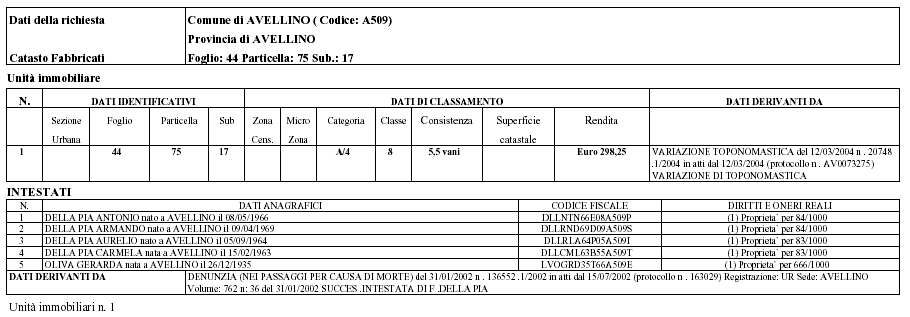 Dati della richiesta Comune di AVELLINO ( Codice: A509)
Provincia di AVELLINO
Catasto Fabbricati Foglio: 44 Particella: 75 Sub.: 17
Unità immobiliare
N. DATI IDENTIFICATIVI DATI DI CLASSAMENTO DATI DERIVANTI DA
Sezione Foglio Particella Sub Zona Micro Categoria Classe Consistenza Superficie Rendita
Urbana Cens. Zona catastale
1 44 75 17 A/4 8 5,5 vani Euro 298,25 VARIAZIONE TOPONOMASTICA del 12/03/2004 n . 20748
.1/2004 in atti dal 12/03/2004 (protocollo n . AV0073275)
VARIAZIONE DI TOPONOMASTICA
INTESTATI
N. DATI ANAGRAFICI CODICE FISCALE DIRITTI E ONERI REALI
1 DELLA PIA ANTONIO nato a AVELLINO il 08/05/1966 DLLNTN66E08A509P (1) Proprieta` per 84/1000
2 DELLA PIA ARMANDO nato a AVELLINO il 09/04/1969 DLLRND69D09A509S (1) Proprieta` per 84/1000
3 DELLA PIA AURELIO nato a AVELLINO il 05/09/1964 DLLRLA64P05A509I (1) Proprieta` per 83/1000
4 DELLA PIA CARMELA nata a AVELLINO il 15/02/1963 DLLCML63B55A509T (1) Proprieta` per 83/1000
5 OLIVA GERARDA nata a AVELLINO il 26/12/1935 LVOGRD35T66A509E (1) Proprieta` per 666/1000
DATI DERIVANTI DA DENUNZIA (NEI PASSAGGI PER CAUSA DI MORTE) del 31/01/2002 n . 136552 .1/2002 in atti dal 15/07/2002 (protocollo n . 163029) Registrazione: UR Sede: AVELLINO
Volume: 762 n: 36 del 31/01/2002 SUCCES .INTESTATA DI F .DELLA PIA
Unità immobiliari n. 1